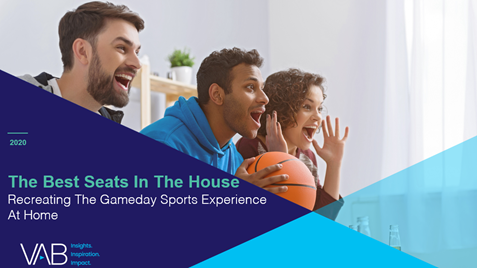 2020
The Best Seats In The House
Recreating The Gameday Sports Experience
At Home
VAB
Insights.
Inspiration.
Impact.